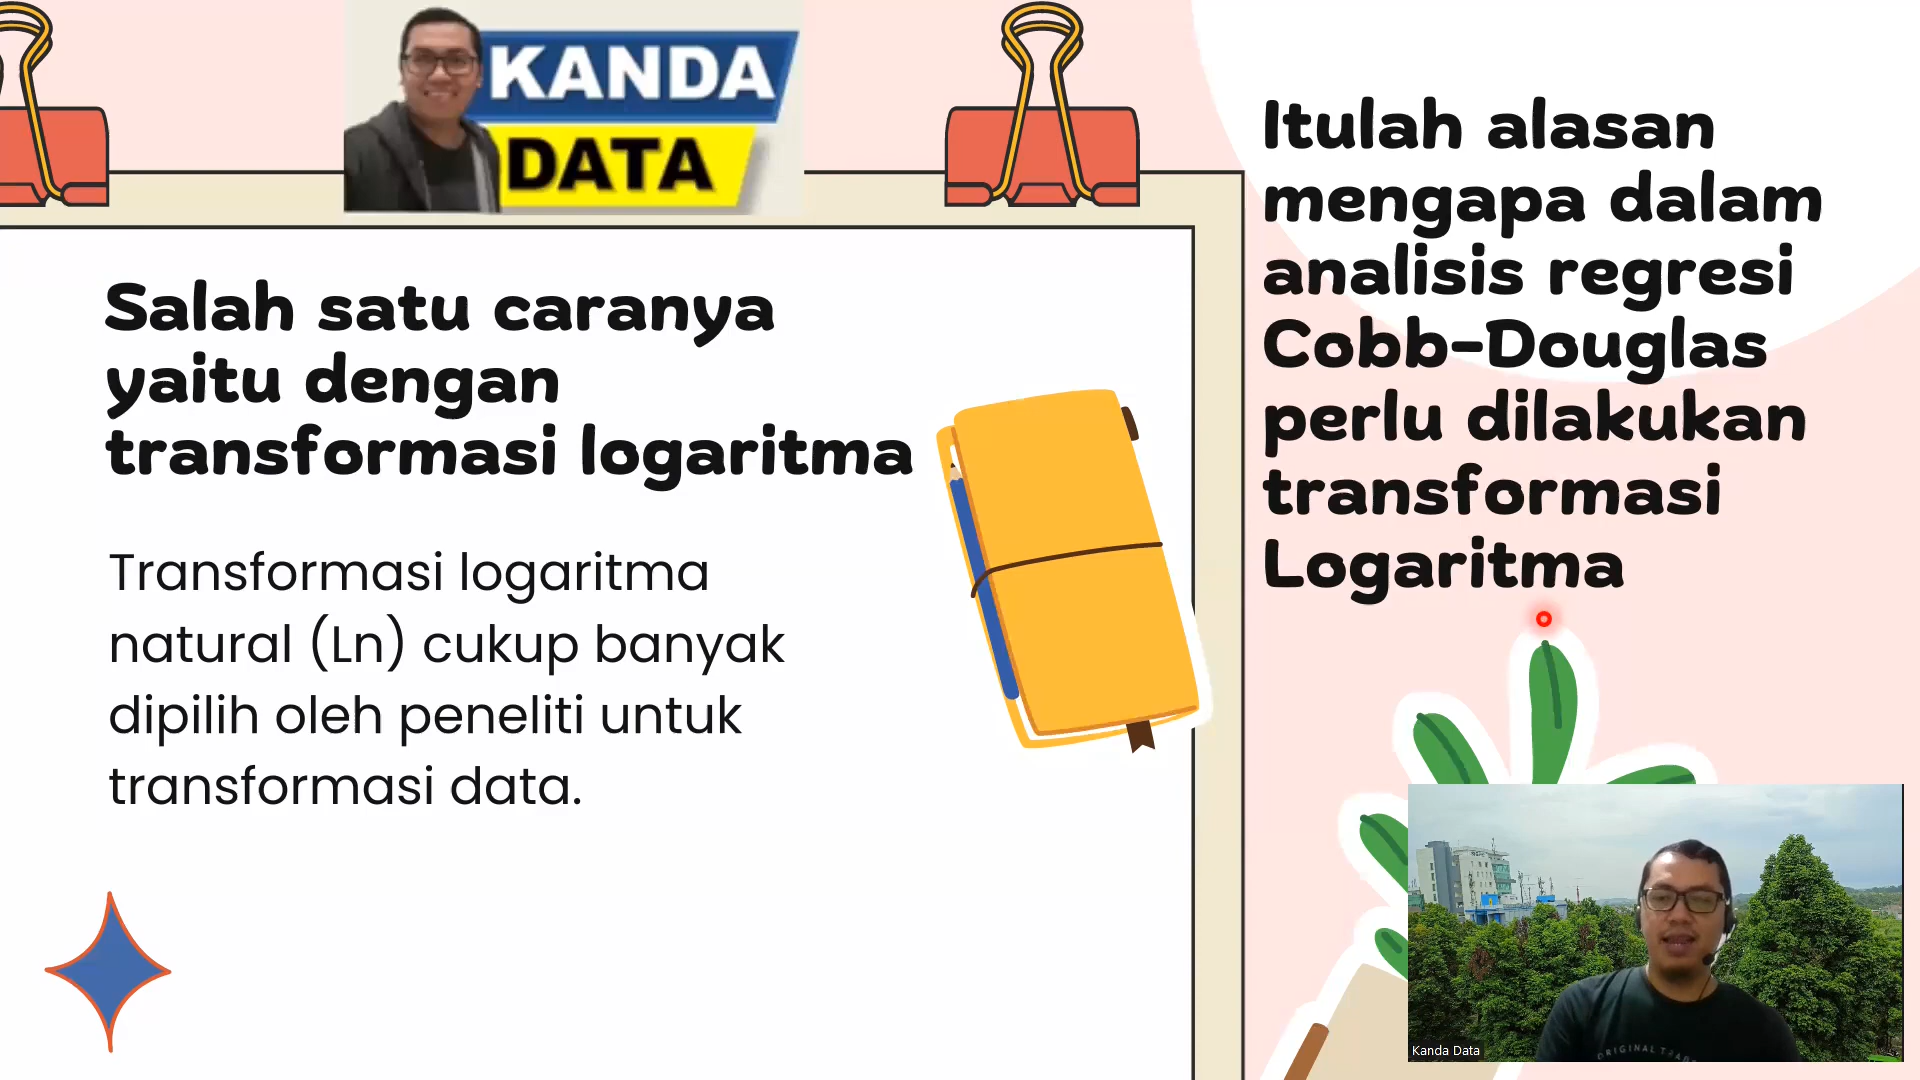 KANDA
DATA
Salah satu caranya
yaitu dengan
transformasi logaritma
Transformasi logaritma
natural (Ln) cukup banyak
dipilih oleh peneliti untuk
transformasi data.
Itulah alasan
mengapa dalam
analisis regresi
Cobb-Douglas
perlu dilakukan
transformasi
Logaritma
ORIGINAL
Kanda Data